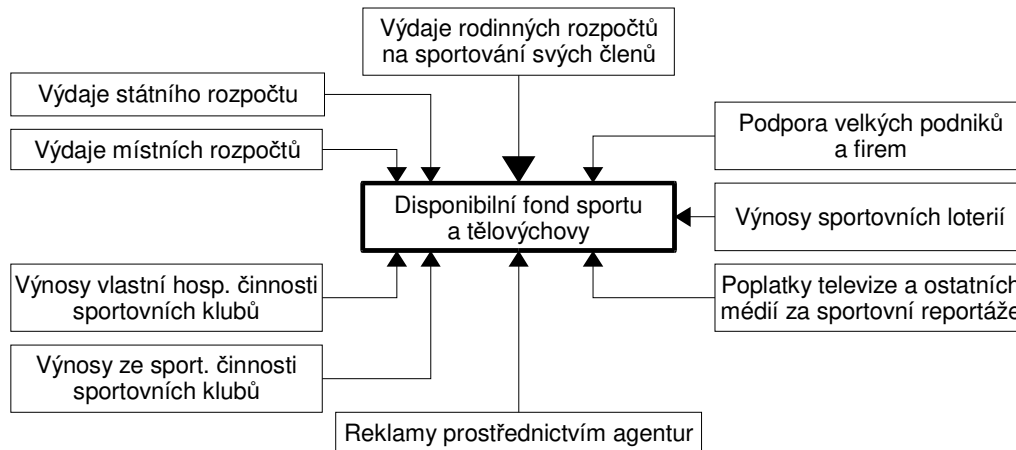 Výdaje rodinných rozpočtů
na sportování svých členů
Výdaje státního rozpočtu
Výdaje místních rozpočtů
Podpora velkých podniků
a firem
Disponibilní fond sportu
a tělovýchovy
Výnosy sportovních loterií
Výnosy vlastní hosp. činnosti
sportovních klubů
Poplatky televize a ostatních
médií za sportovní reportáže
Výnosy ze sport. činnosti
sportovních klubů
Reklamy prostřednictvím agentur